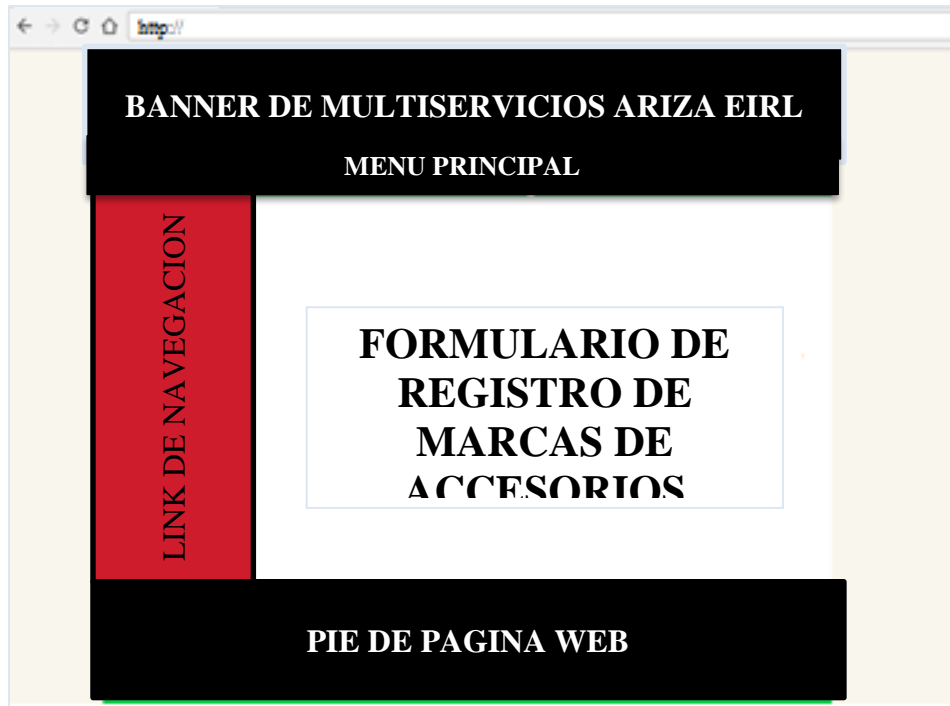 http://
BANNER DE MULTISERVICIOS ARIZA EIRL
MENU PRINCIPAL
LINK DE NAVEGACION
FORMULARIO DE
REGISTRO DE
MARCAS DE
ACCESORIOS
PIE DE PAGINA WEB